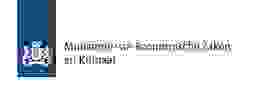 Ministerie van Economische Zaken
en Klimaat